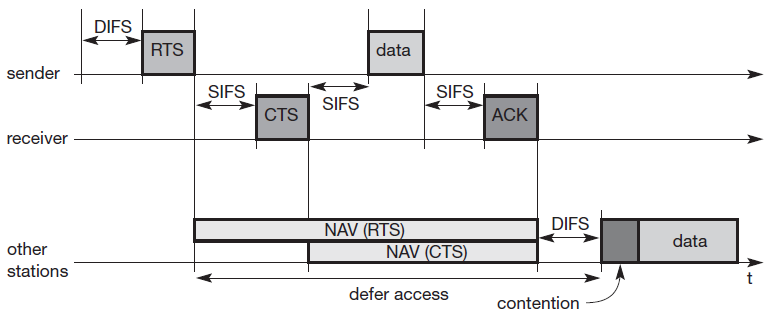 DIFS
RTS
data
sender
SIFS
SIFS
SIFS
CTS
ACK
receiver
NAV (RTS)
DIFS
NAV (CTS)
data
other
stations
t
defer access
contention